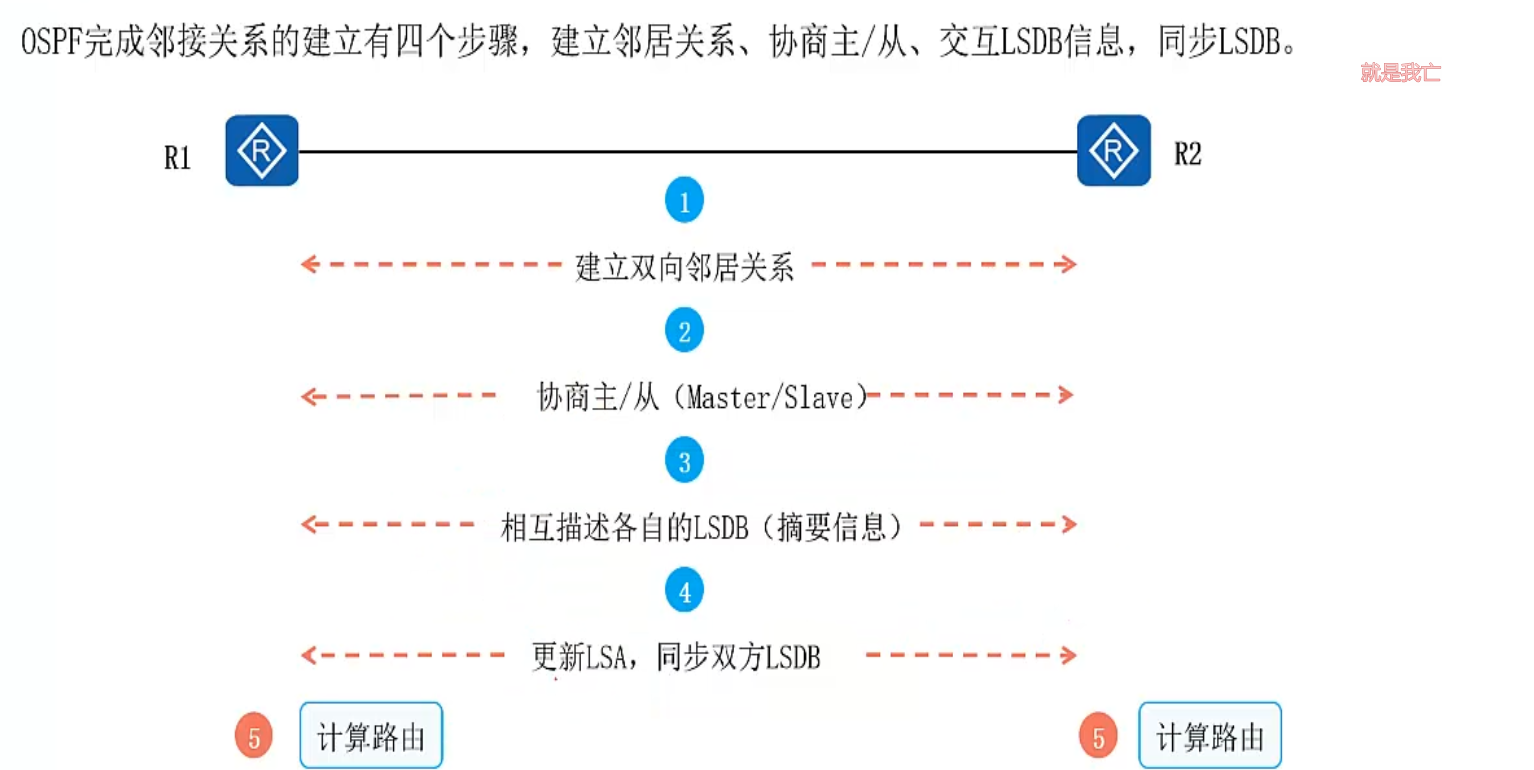 OSPF完成邻接关系的建立有四个步骤，建立邻居关系、协商主/从、交互LSDB信息，同步LSDB。
就是我亡
R1
R
R
R2
1
建立双向邻居关系
2
协商主/从（Master/Slave）
3
相互描述各自的LSDB（摘要信息）
4
更新LSA，同步双方LSDB
5
计算路由
5
计算路由